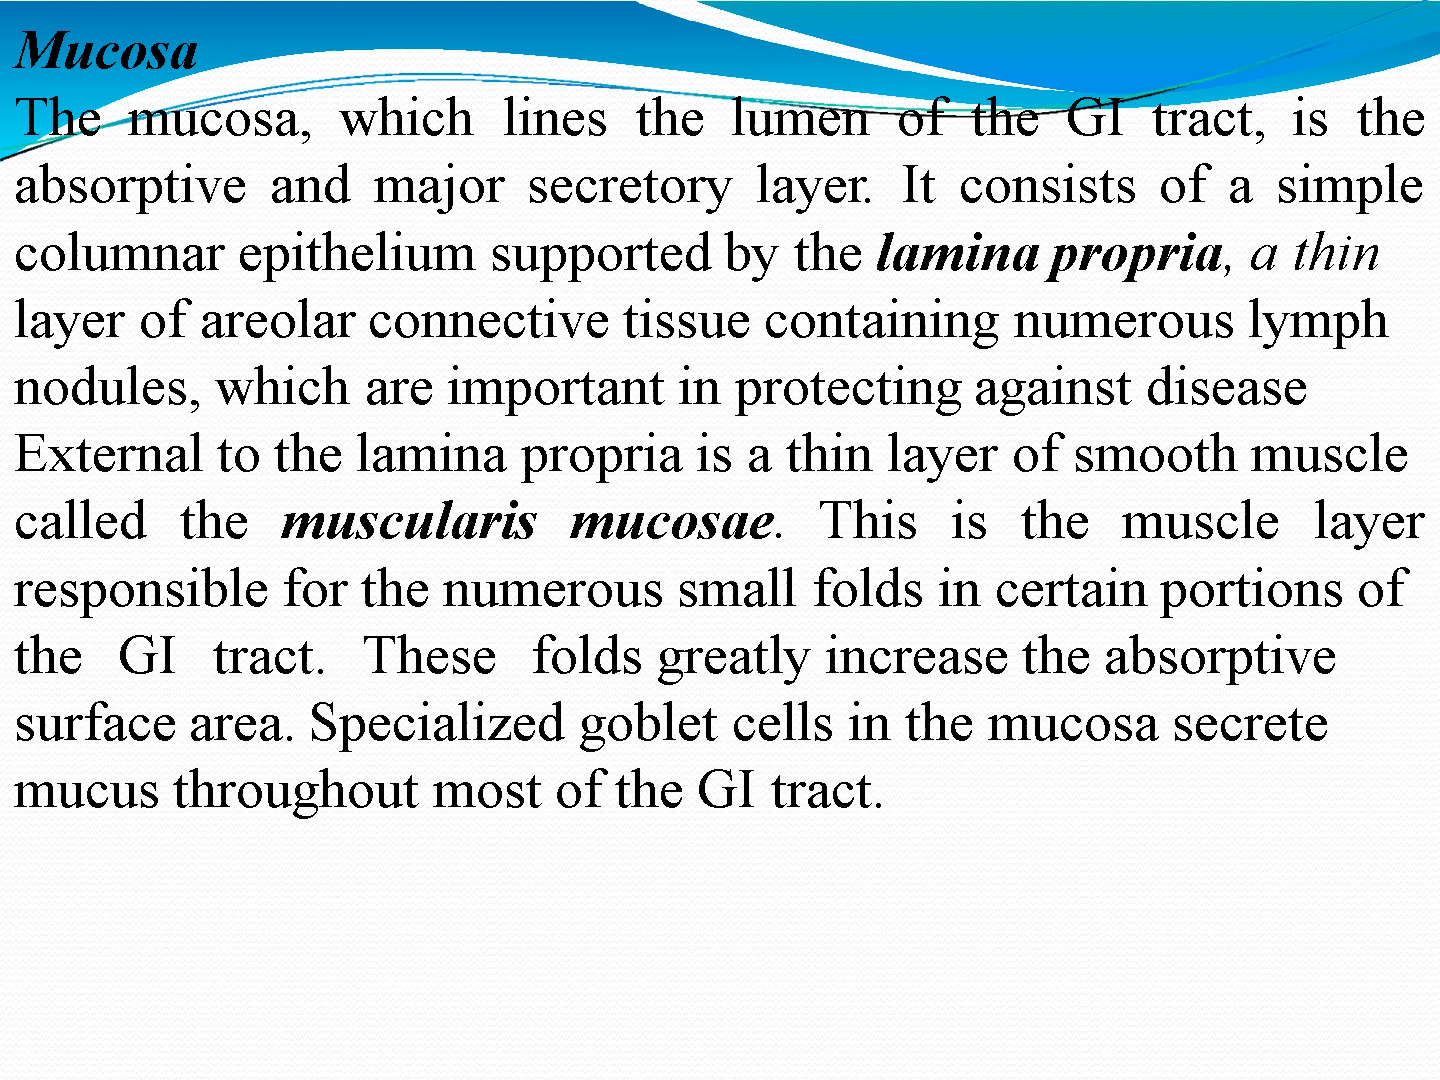 Mucosa
The mucosa, which lines the lumen of the GI tract, is the
absorptive and major secretory layer. It consists of a simple
columnar epithelium supported by the lamina propria, a thin
layer of areolar connective tissue containing numerous lymph
nodules, which are important in protecting against disease
External to the lamina propria is a thin layer of smooth muscle
called the muscularis mucosae. This is the muscle layer
responsible for the numerous small folds in certain portions of
the GI tract. These folds greatly increase the absorptive
surface area. Specialized goblet cells in the mucosa secrete
mucus throughout most of the GI tract.